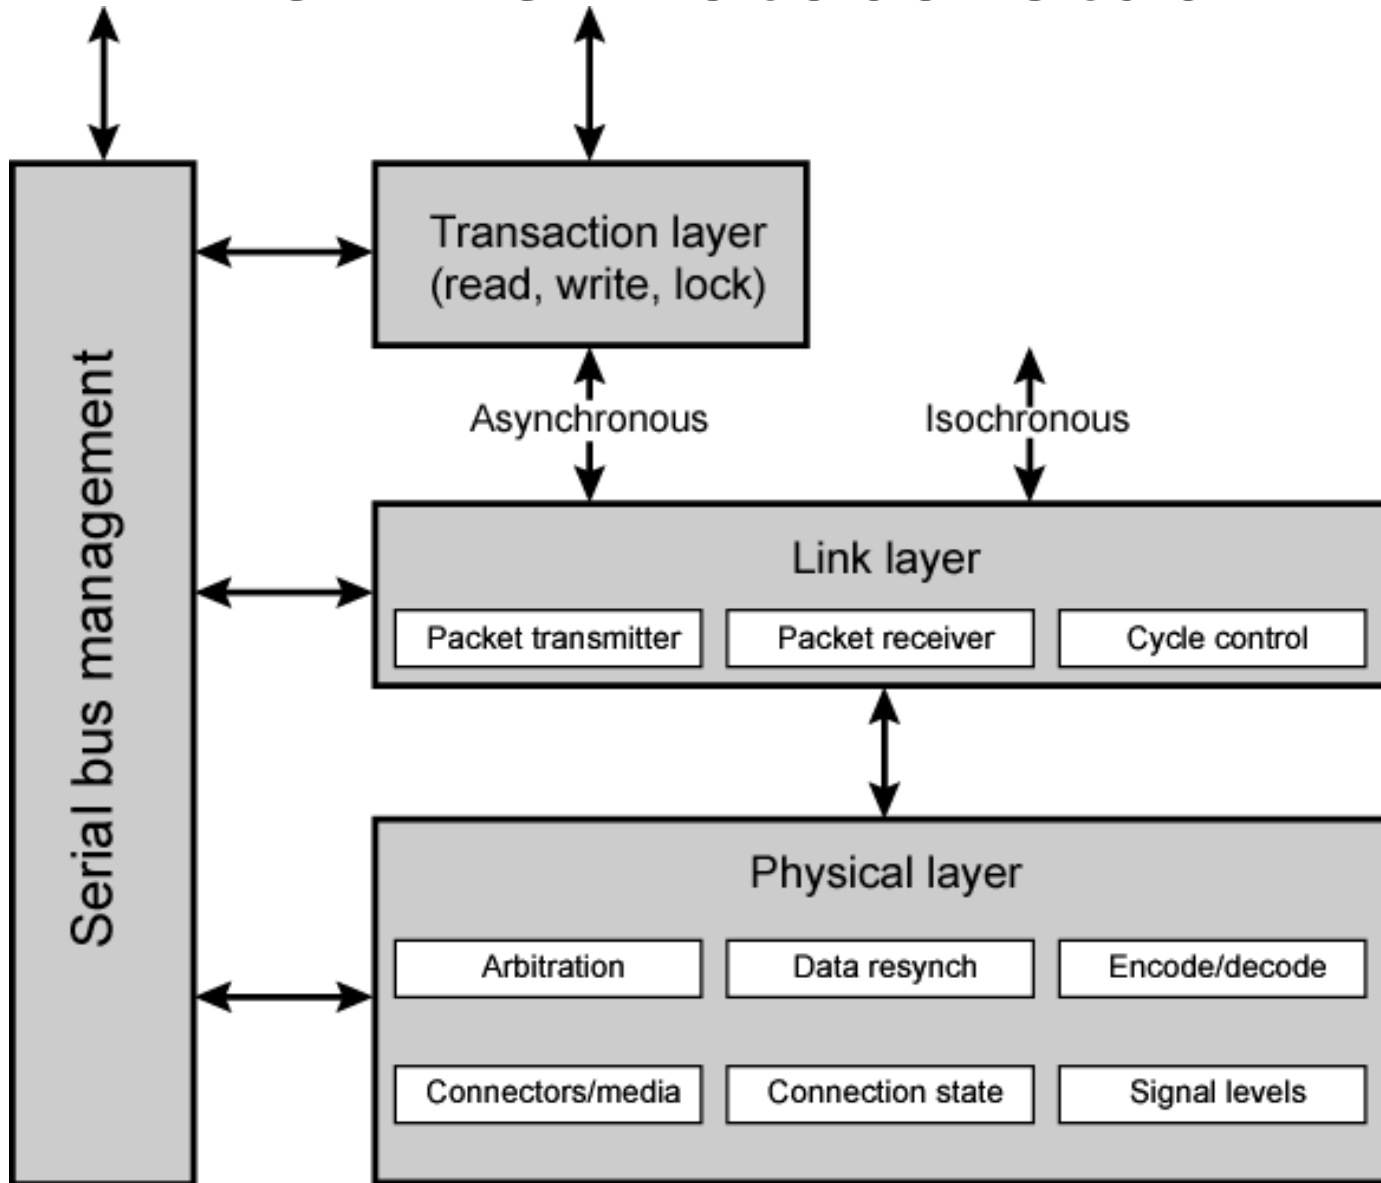 Transaction layer
(read, write, lock)
Serial bus management
Asynchronous
Isochronous
Link layer
Packet transmitter
Packet receiver
Cycle control
Physical layer
Arbitration
Data resynch
Encode/decode
Connectors/media
Connection state
Signal levels